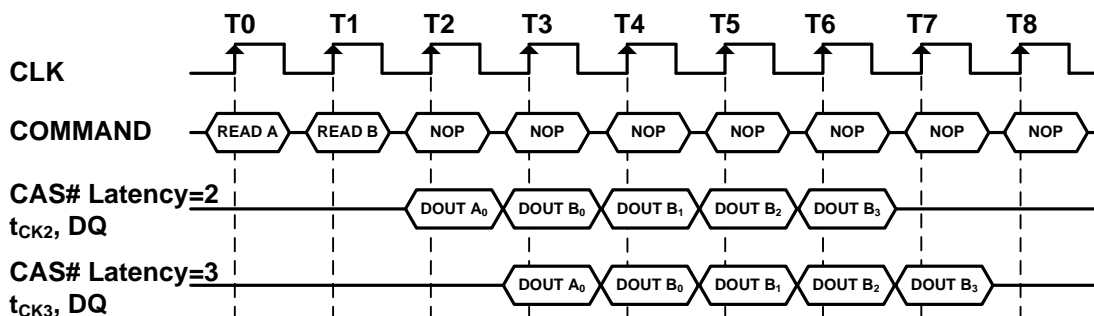 T0 T1 T2 T3 T4 T5 T6 T7 T8
CLK
COMMAND READ A READ B NOP NOP NOP NOP NOP NOP NOP
CAS# Latency=2
tCK2, DQ DOUT A0 DOUT B0 DOUT B1 DOUT B2 DOUT B3
CAS# Latency=3
tCK3, DQ DOUT A0 DOUT B0 DOUT B1 DOUT B2 DOUT B3